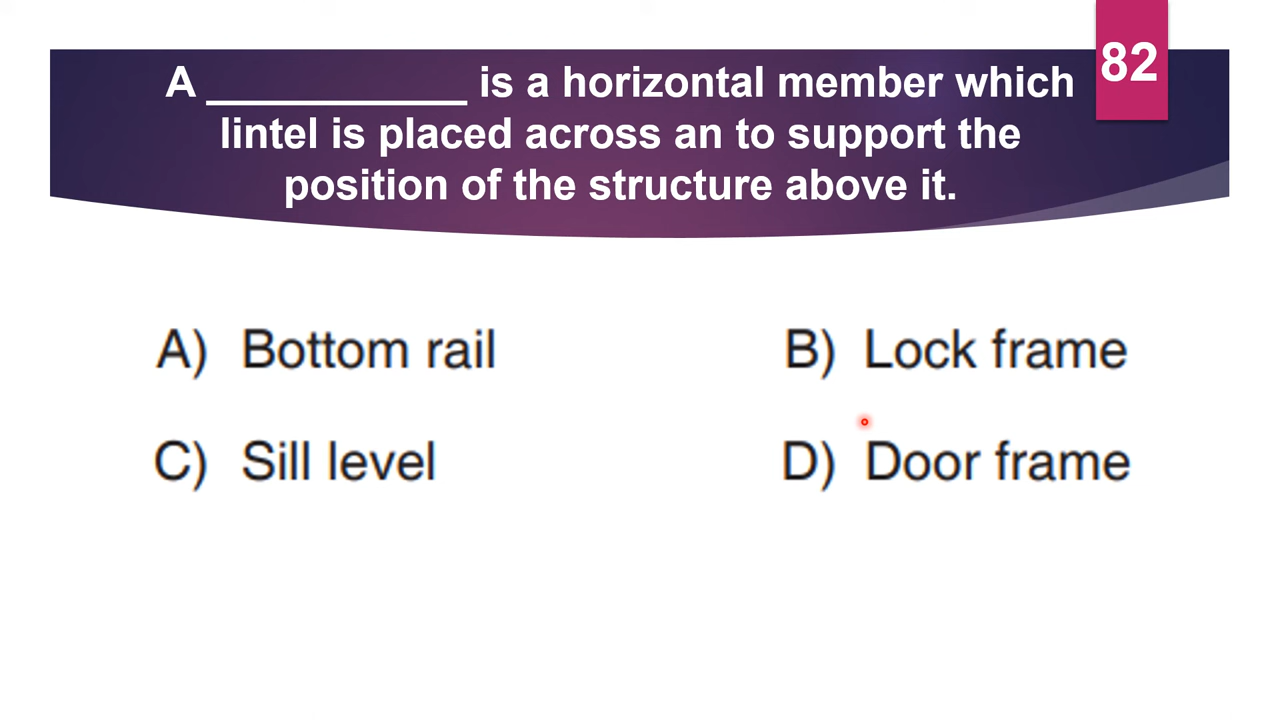 82
A ___________ is a horizontal member which
lintel is placed across an to support the
position of the structure above it.
A) Bottom rail
B) Lock frame
C) Sill level
D) Door frame